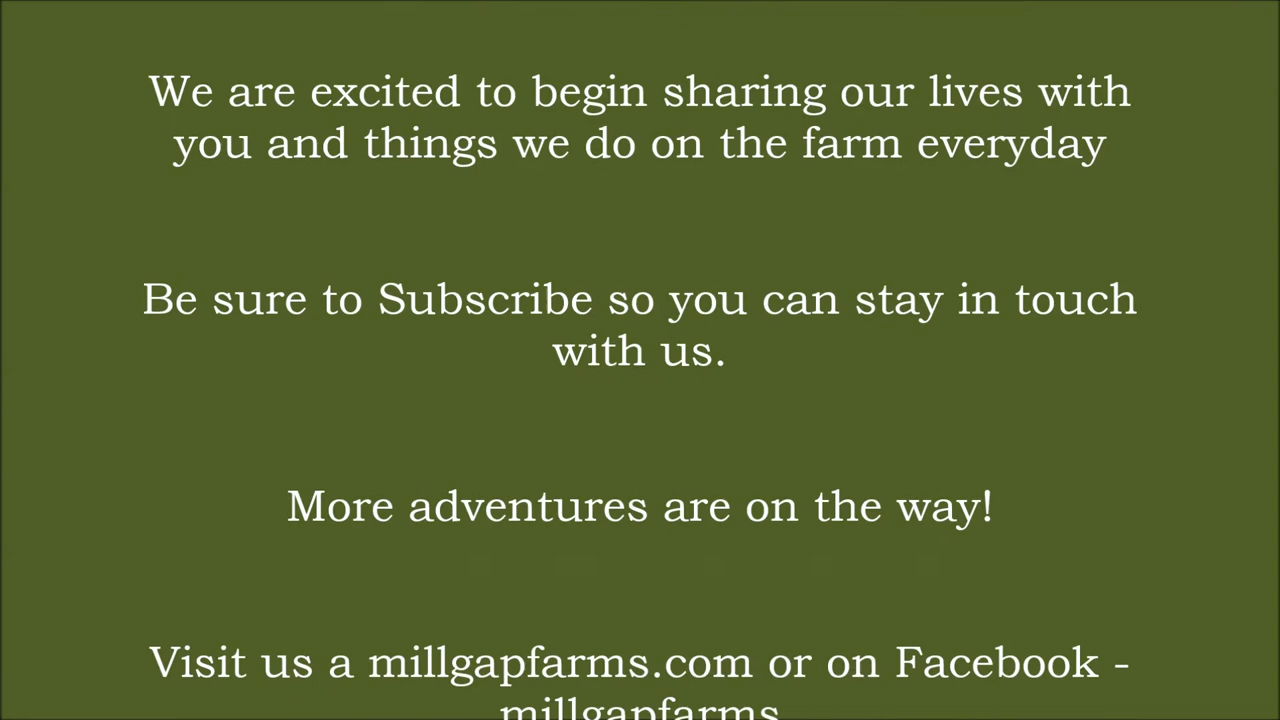 We are excited to begin sharing our lives with
you and things we do on the farm everyday
Be sure to Subscribe so you can stay in touch
with us.
More adventures are on the way!
Visit us a millgapfarms.com or on Facebook -
millgapfarms